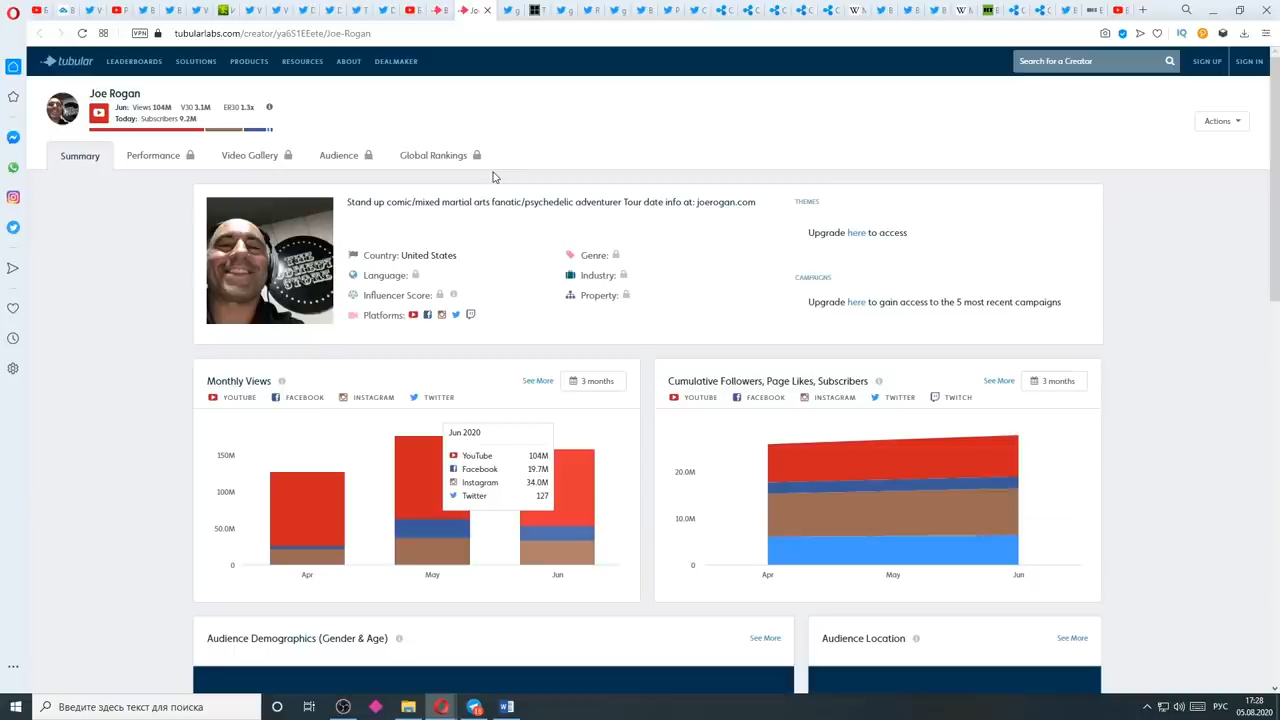 tubularlabs.com/creator/ya6S1EEete/Joe-Rogan
VPN
tubular
LEADERBOARDS
SOLUTIONS
PRODUCTS
RESOURCES
ABOUT
DEALMAKER
Search for a Creator
SIGN UP
SIGN IN
Joe Rogan
Jun: Views 104M V30 3.1M ER30 1.3x
Today: Subscribers 9.2M
Actions
Summary
Performance
Video Gallery
Audience
Global Rankings
Stand up comic/mixed martial arts fanatic/psychedelic adventurer Tour date info at: joerogan.com
THEMES
Upgrade here to access
Country: United States
Genre:
Language:
Industry:
CAMPAIGNS
Influencer Score:
Property:
Upgrade here to gain access to the 5 most recent campaigns
Platforms:
Monthly Views
See More
3 months
YOUTUBE
FACEBOOK
INSTAGRAM
TWITTER
Jun 2020
YouTube 104M
Facebook 19.7M
Instagram 34.0M
Twitter 127
150M
100M
50.0M
0
Apr
May
Jun
Cumulative Followers, Page Likes, Subscribers
See More
3 months
YOUTUBE
FACEBOOK
INSTAGRAM
TWITTER
TWITCH
20.0M
10.0M
0
Apr
May
Jun
Audience Demographics (Gender & Age)
See More
Audience Location
See More
Введите здесь текст для поиска
РУС
17:28
05.08.2020